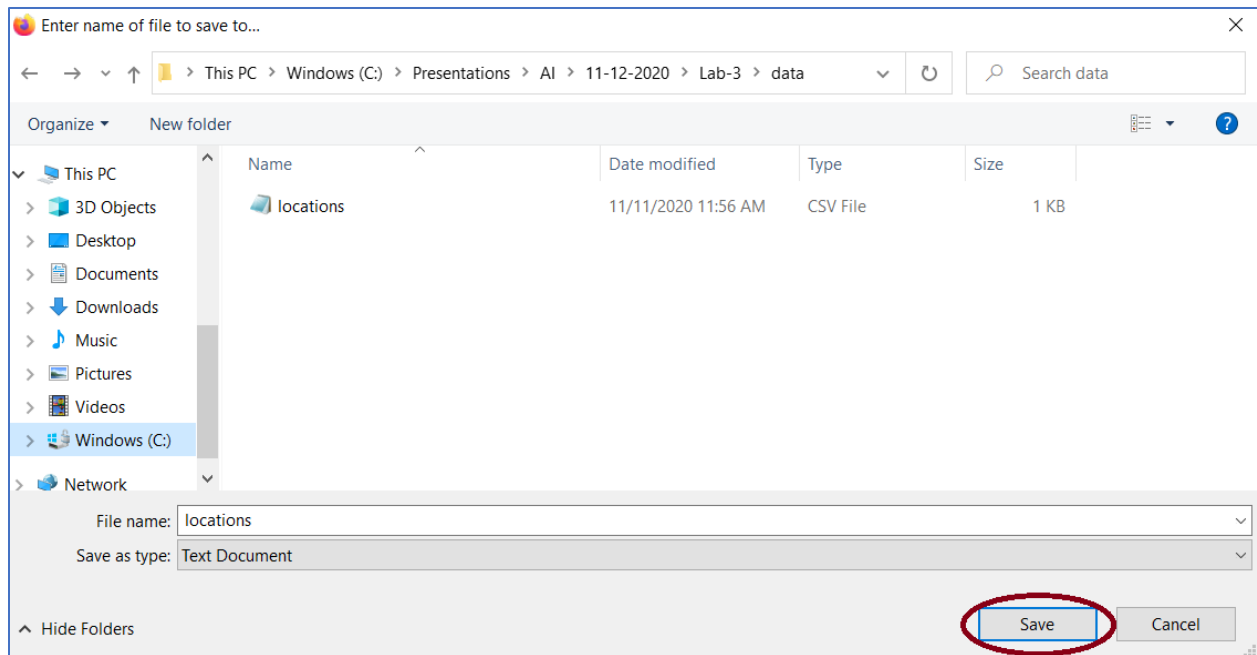 Enter name of file to save to...
This PC > Windows (C:) > Presentations > AI > 11-12-2020 > Lab-3 > data
Search data
Organize
New folder
?
Name
Date modified
Type
Size
locations
11/11/2020 11:56 AM
CSV File
1 KB
This PC
3D Objects
Desktop
Documents
Downloads
Music
Pictures
Videos
Windows (C:)
Network
File name: locations
Save as type: Text Document
Hide Folders
Save
Cancel